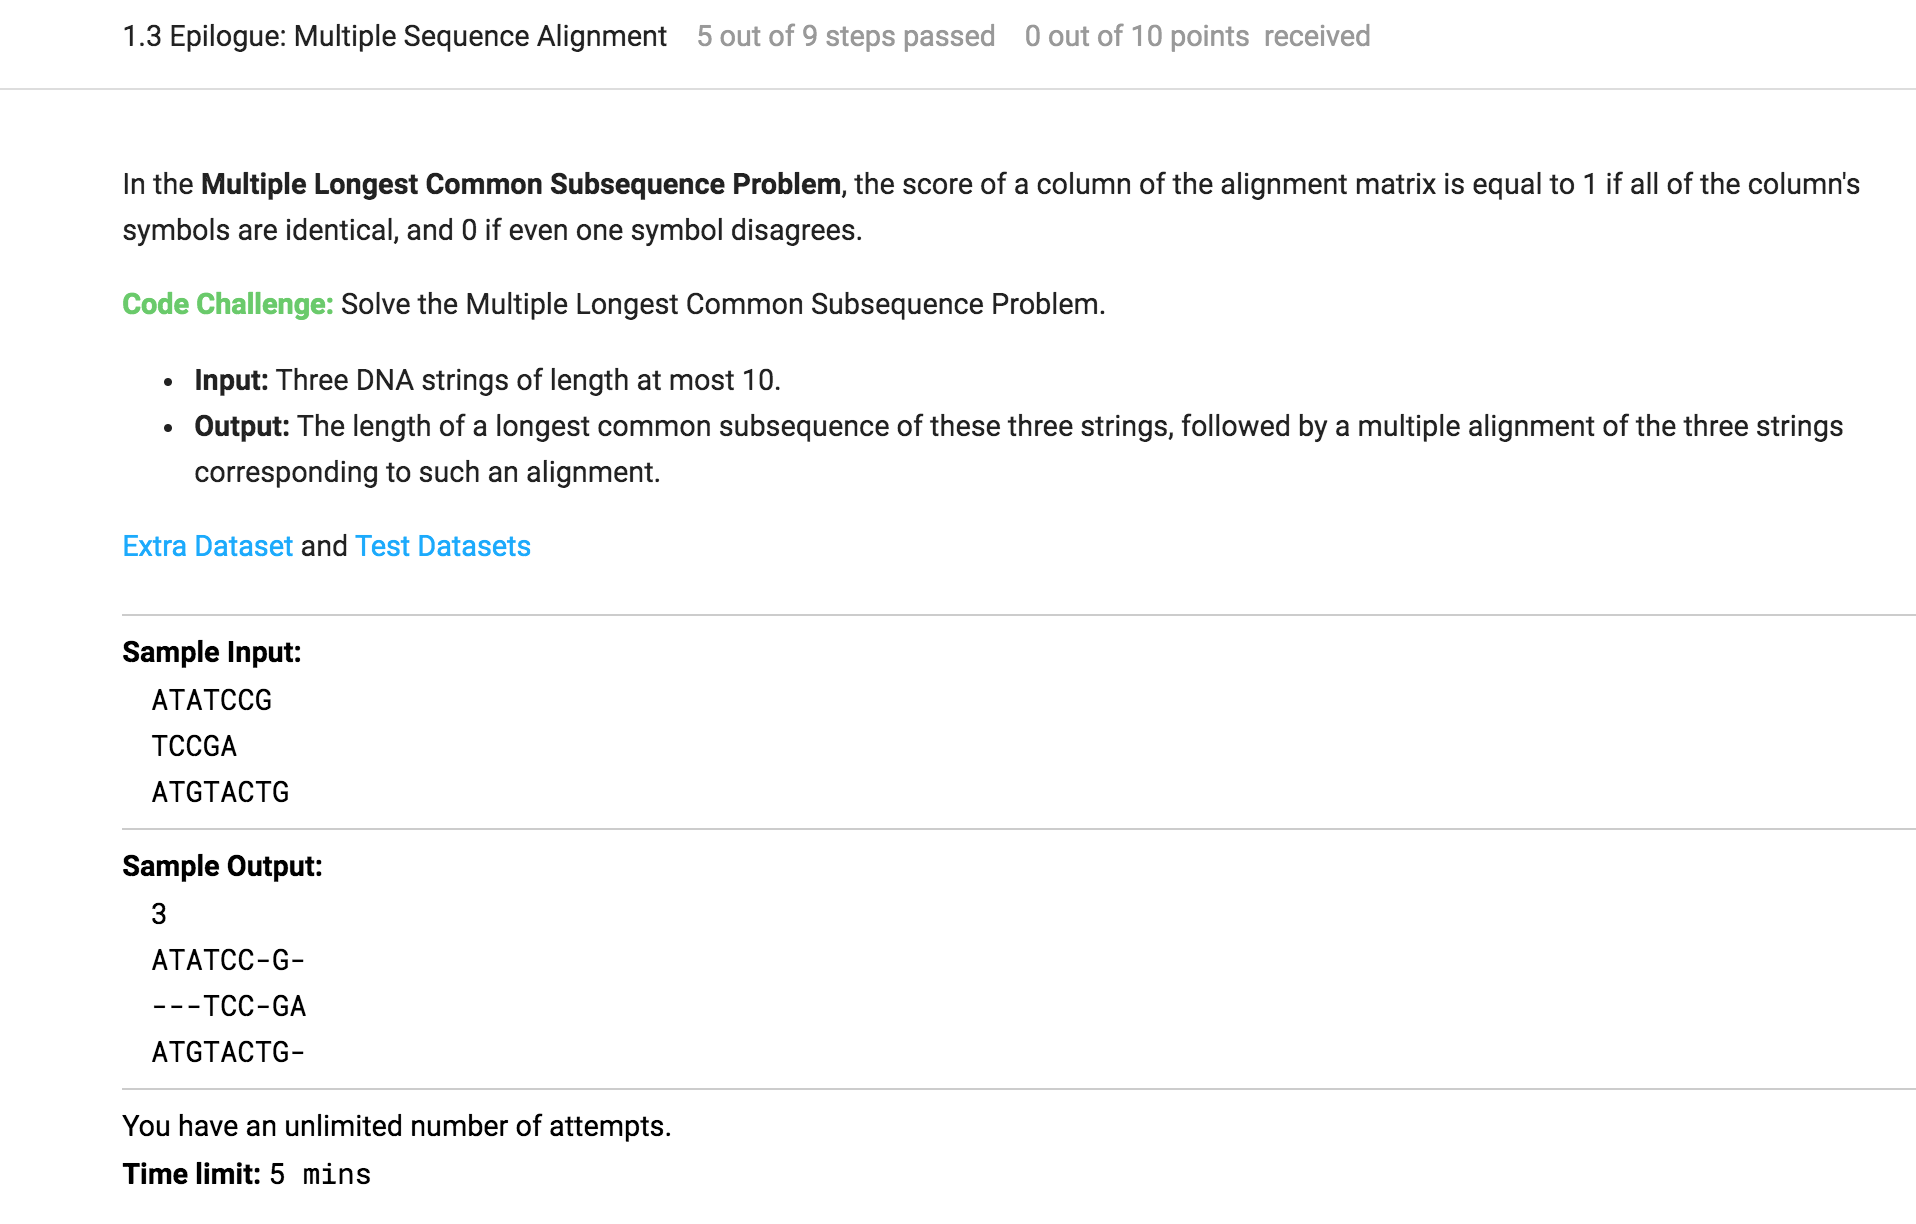 1.3 Epilogue: Multiple Sequence Alignment 5 out of 9 steps passed 0 out of 10 points received
In the Multiple Longest Common Subsequence Problem, the score of a column of the alignment matrix is equal to 1 if all of the column's
symbols are identical, and 0 if even one symbol disagrees.
Code Challenge: Solve the Multiple Longest Common Subsequence Problem.
• Input: Three DNA strings of length at most 10.
• Output: The length of a longest common subsequence of these three strings, followed by a multiple alignment of the three strings
corresponding to such an alignment.
Extra Dataset and Test Datasets
Sample Input:
ATATCCG
TCCGA
ATGTACTG
Sample Output:
3
ATATCC-G-
---TCC-GA
ATGTACTG-
You have an unlimited number of attempts.
Time limit: 5 mins